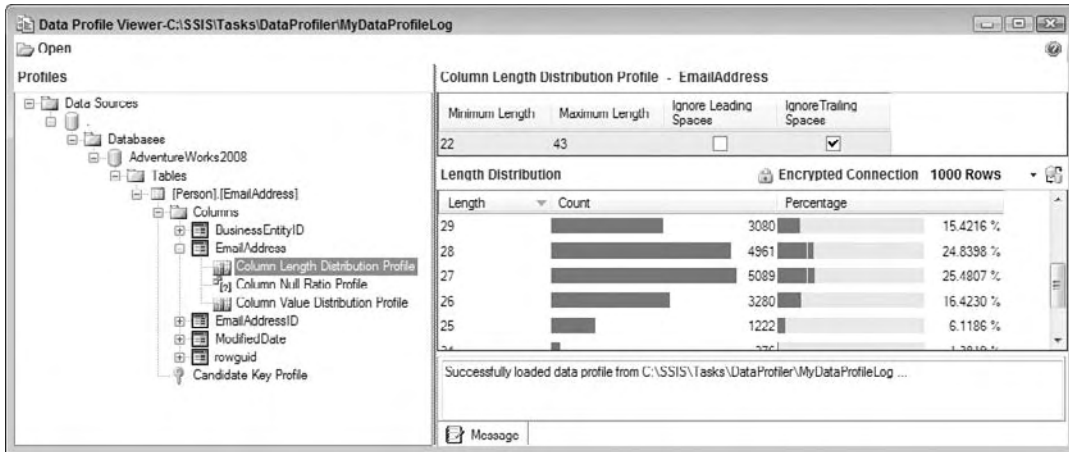 Data Profile Viewer-C:\SSIS\Tasks\DataProfiler\MyDataProfileLog
Open
Profiles
Data Sources
.
Databases
AdventureWorks2008
Tables
[Person].[EmailAddress]
Columns
BusinessEntityID
EmailAddress
Column Length Distribution Profile
Column Null Ratio Profile
Column Value Distribution Profile
EmailAddressID
ModifiedDate
rowguid
Candidate Key Profile
Column Length Distribution Profile - EmailAddress
Minimum Length Maximum Length Ignore Leading Spaces Ignore Trailing Spaces
22 43
Length Distribution Encrypted Connection 1000 Rows
Length Count Percentage
29 3080 15.4216 %
28 4961 24.8398 %
27 5089 25.4807 %
26 3280 16.4230 %
25 1222 6.1186 %
Successfully loaded data profile from C:\SSIS\Tasks\DataProfiler\MyDataProfileLog ...
Message